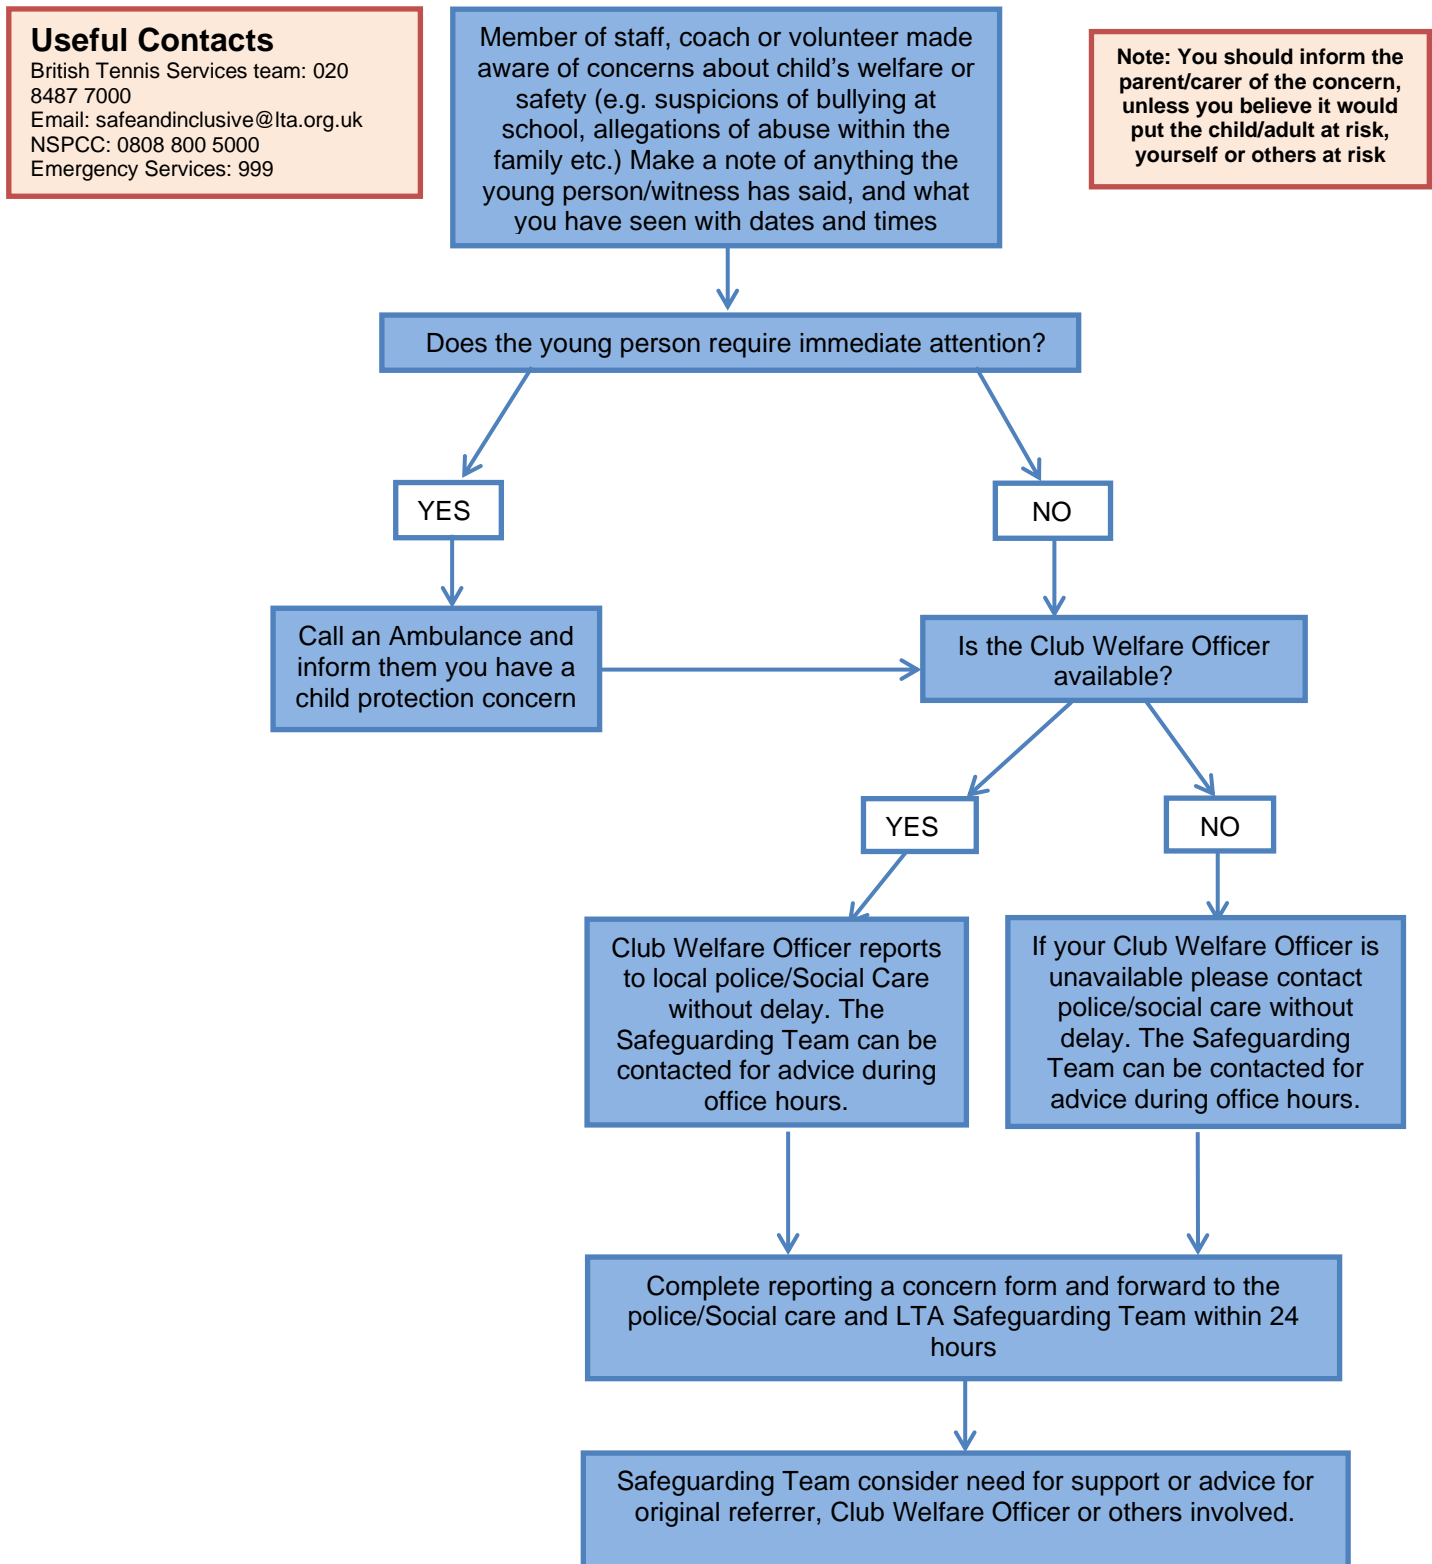 Useful Contacts
British Tennis Services team: 020
8487 7000
Email: safeandinclusive@lta.org.uk
NSPCC: 0808 800 5000
Emergency Services: 999
Member of staff, coach or volunteer made
aware of concerns about child's welfare or
safety (e.g. suspicions of bullying at
school, allegations of abuse within the
family etc.) Make a note of anything the
young person/witness has said, and what
you have seen with dates and times
Note: You should inform the
parent/carer of the concern,
unless you believe it would
put the child/adult at risk,
yourself or others at risk
Does the young person require immediate attention?
YES
NO
Call an Ambulance and
inform them you have a
child protection concern
Is the Club Welfare Officer
available?
YES
NO
Club Welfare Officer reports
to local police/Social Care
without delay. The
Safeguarding Team can be
contacted for advice during
office hours.
If your Club Welfare Officer is
unavailable please contact
police/social care without
delay. The Safeguarding
Team can be contacted for
advice during office hours.
Complete reporting a concern form and forward to the
police/Social care and LTA Safeguarding Team within 24
hours
Safeguarding Team consider need for support or advice for
original referrer, Club Welfare Officer or others involved.